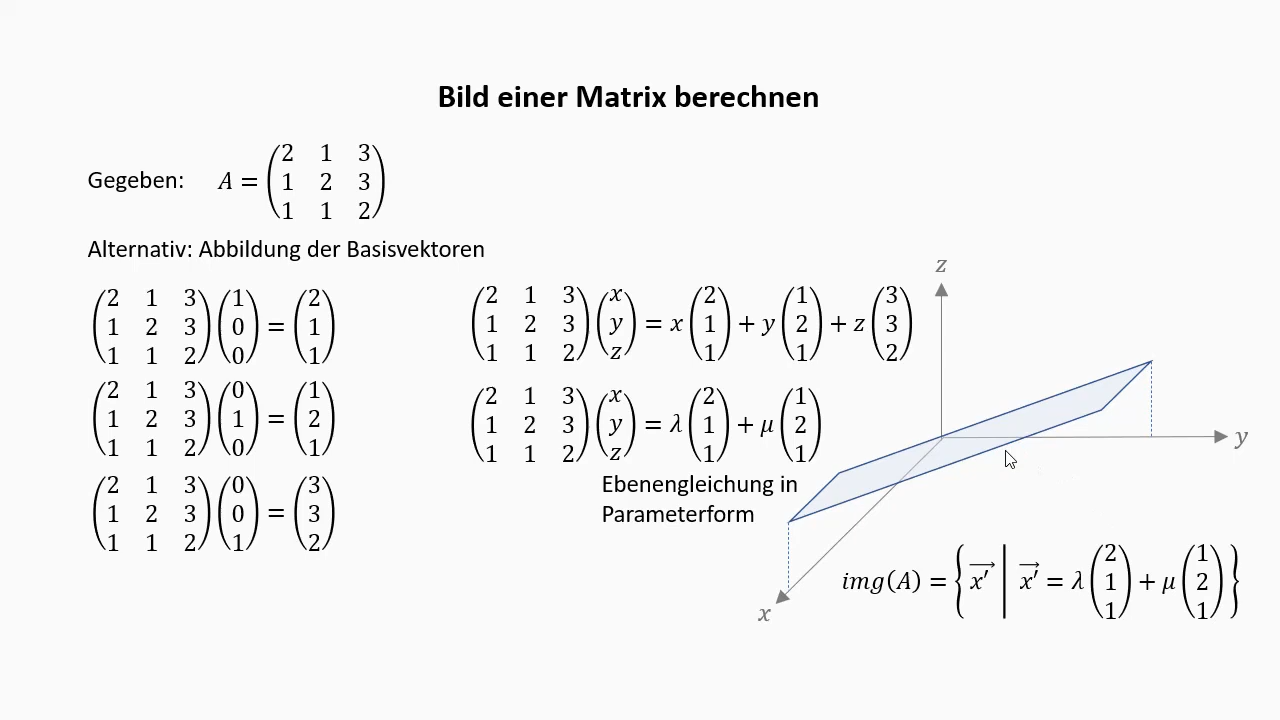 Bild einer Matrix berechnen
Gegeben: A = (2 1 3; 1 2 3; 1 1 2)
Alternativ: Abbildung der Basisvektoren
(2 1 3; 1 2 3; 1 1 2)(1; 0; 0) = (2; 1; 1)
(2 1 3; 1 2 3; 1 1 2)(0; 1; 0) = (1; 2; 1)
(2 1 3; 1 2 3; 1 1 2)(0; 0; 1) = (3; 3; 2)
(2 1 3; 1 2 3; 1 1 2)(x; y; z) = x(2; 1; 1) + y(1; 2; 1) + z(3; 3; 2)
(2 1 3; 1 2 3; 1 1 2)(x; y; z) = λ(2; 1; 1) + μ(1; 2; 1)
Ebenengleichung in
Parameterform
z
y
x
img(A) = {x⃗′ | x⃗′ = λ(2; 1; 1) + μ(1; 2; 1)}